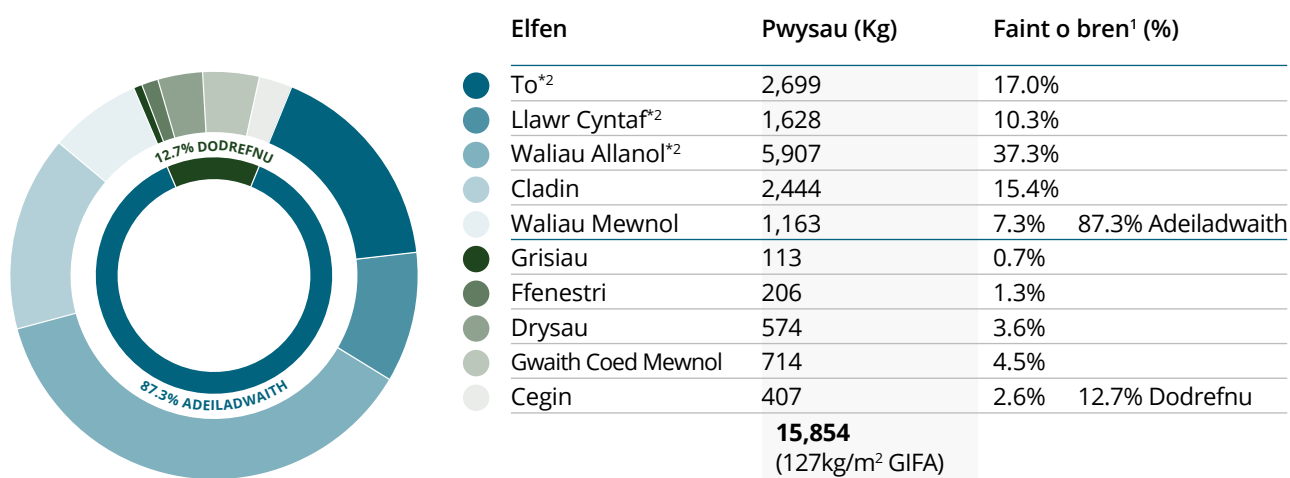 Elfen Pwysau (Kg) Faint o bren¹ (%)
To*² 2,699 17.0%
Llawr Cyntaf*² 1,628 10.3%
Waliau Allanol*² 5,907 37.3%
Cladin 2,444 15.4%
Waliau Mewnol 1,163 7.3% 87.3% Adeiladwaith
Grisiau 113 0.7%
Ffenestri 206 1.3%
Drysau 574 3.6%
Gwaith Coed Mewnol 714 4.5%
Cegin 407 2.6% 12.7% Dodrefnu
15,854
(127kg/m² GIFA)
12.7% DODREFNU
87.3% ADEILADWAITH